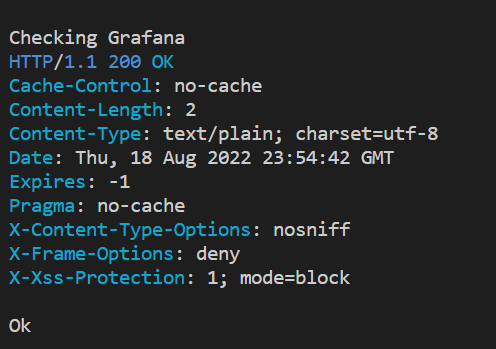 Checking Grafana
HTTP/1.1 200 OK
Cache-Control: no-cache
Content-Length: 2
Content-Type: text/plain; charset=utf-8
Date: Thu, 18 Aug 2022 23:54:42 GMT
Expires: -1
Pragma: no-cache
X-Content-Type-Options: nosniff
X-Frame-Options: deny
X-Xss-Protection: 1; mode=block
Ok